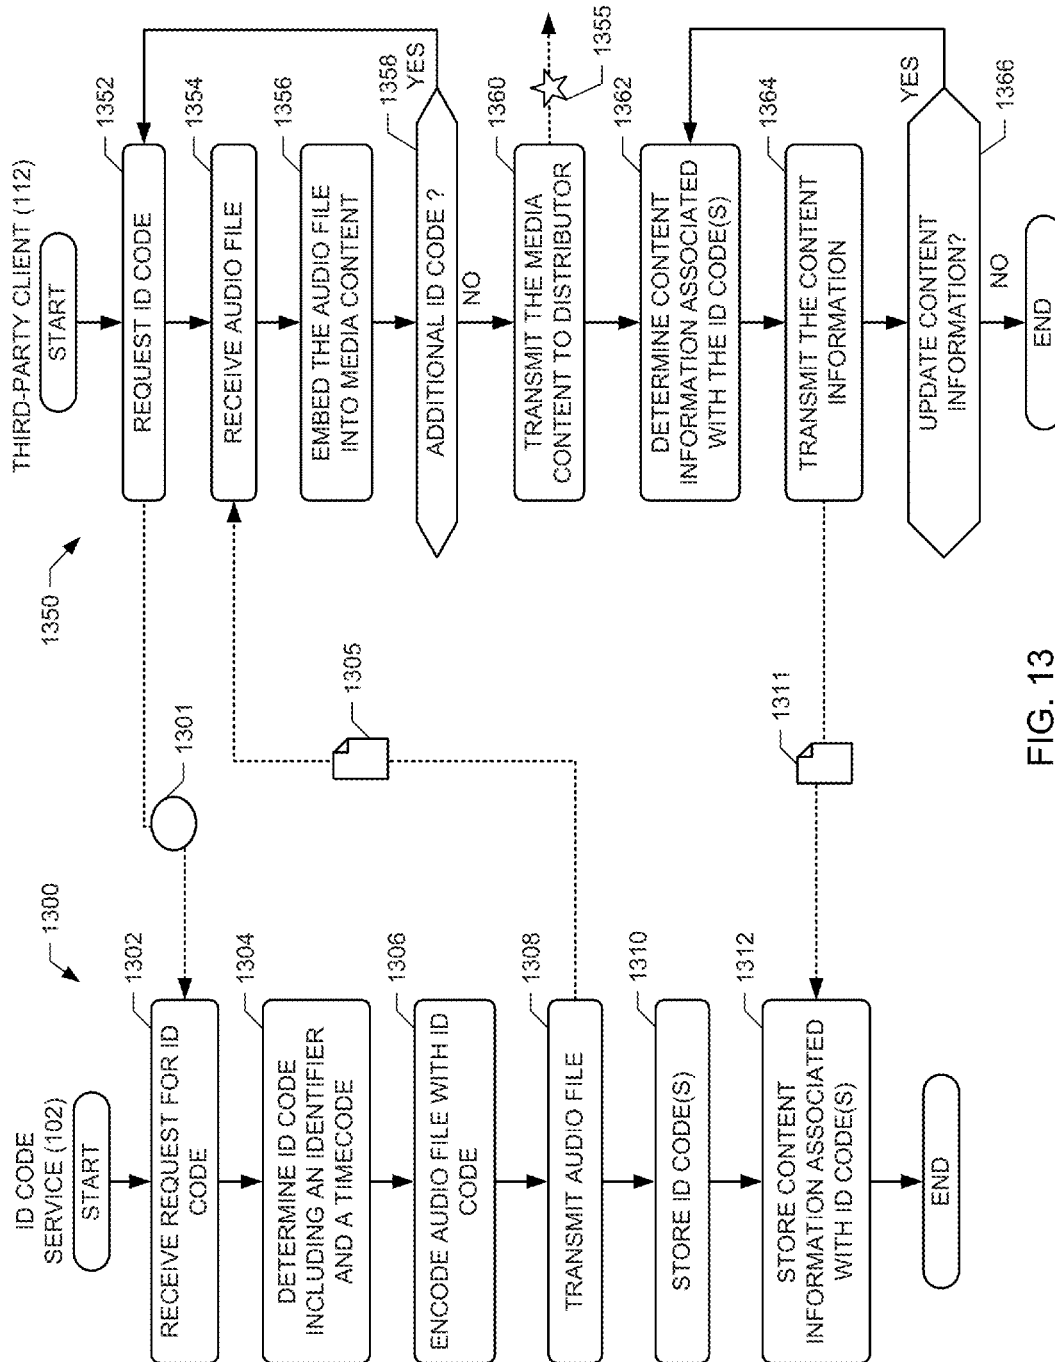 ID CODE
SERVICE (102)
START
1300
1302
RECEIVE REQUEST FOR ID
CODE
1304
DETERMINE ID CODE
INCLUDING AN IDENTIFIER
AND A TIMECODE
1306
ENCODE AUDIO FILE WITH ID
CODE
1308
TRANSMIT AUDIO FILE
1310
STORE ID CODE(S)
1312
STORE CONTENT
INFORMATION ASSOCIATED
WITH ID CODE(S)
END
1301
1305
1311
THIRD-PARTY CLIENT (112)
START
1350
1352
REQUEST ID CODE
1354
RECEIVE AUDIO FILE
1356
EMBED THE AUDIO FILE
INTO MEDIA CONTENT
1358
ADDITIONAL ID CODE ?
YES
NO
1360
TRANSMIT THE MEDIA
CONTENT TO DISTRIBUTOR
1355
1362
DETERMINE CONTENT
INFORMATION ASSOCIATED
WITH THE ID CODE(S)
1364
TRANSMIT THE CONTENT
INFORMATION
UPDATE CONTENT
INFORMATION?
YES
1366
NO
END
FIG. 13